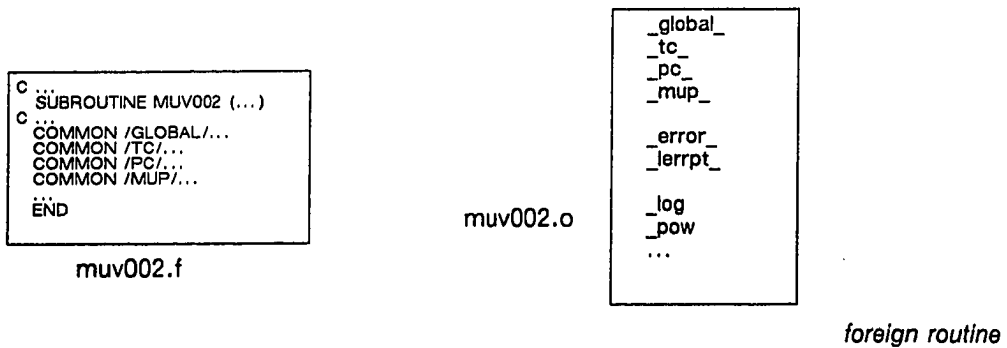 C ...
SUBROUTINE MUV002 (...)
C ...
COMMON /GLOBAL/...
COMMON /TC/...
COMMON /PC/...
COMMON /MUP/...
...
END
muv002.f
muv002.o
_global_
_tc_
_pc_
_mup_
_error_
_lerrpt_
_log
_pow
...
foreign routine